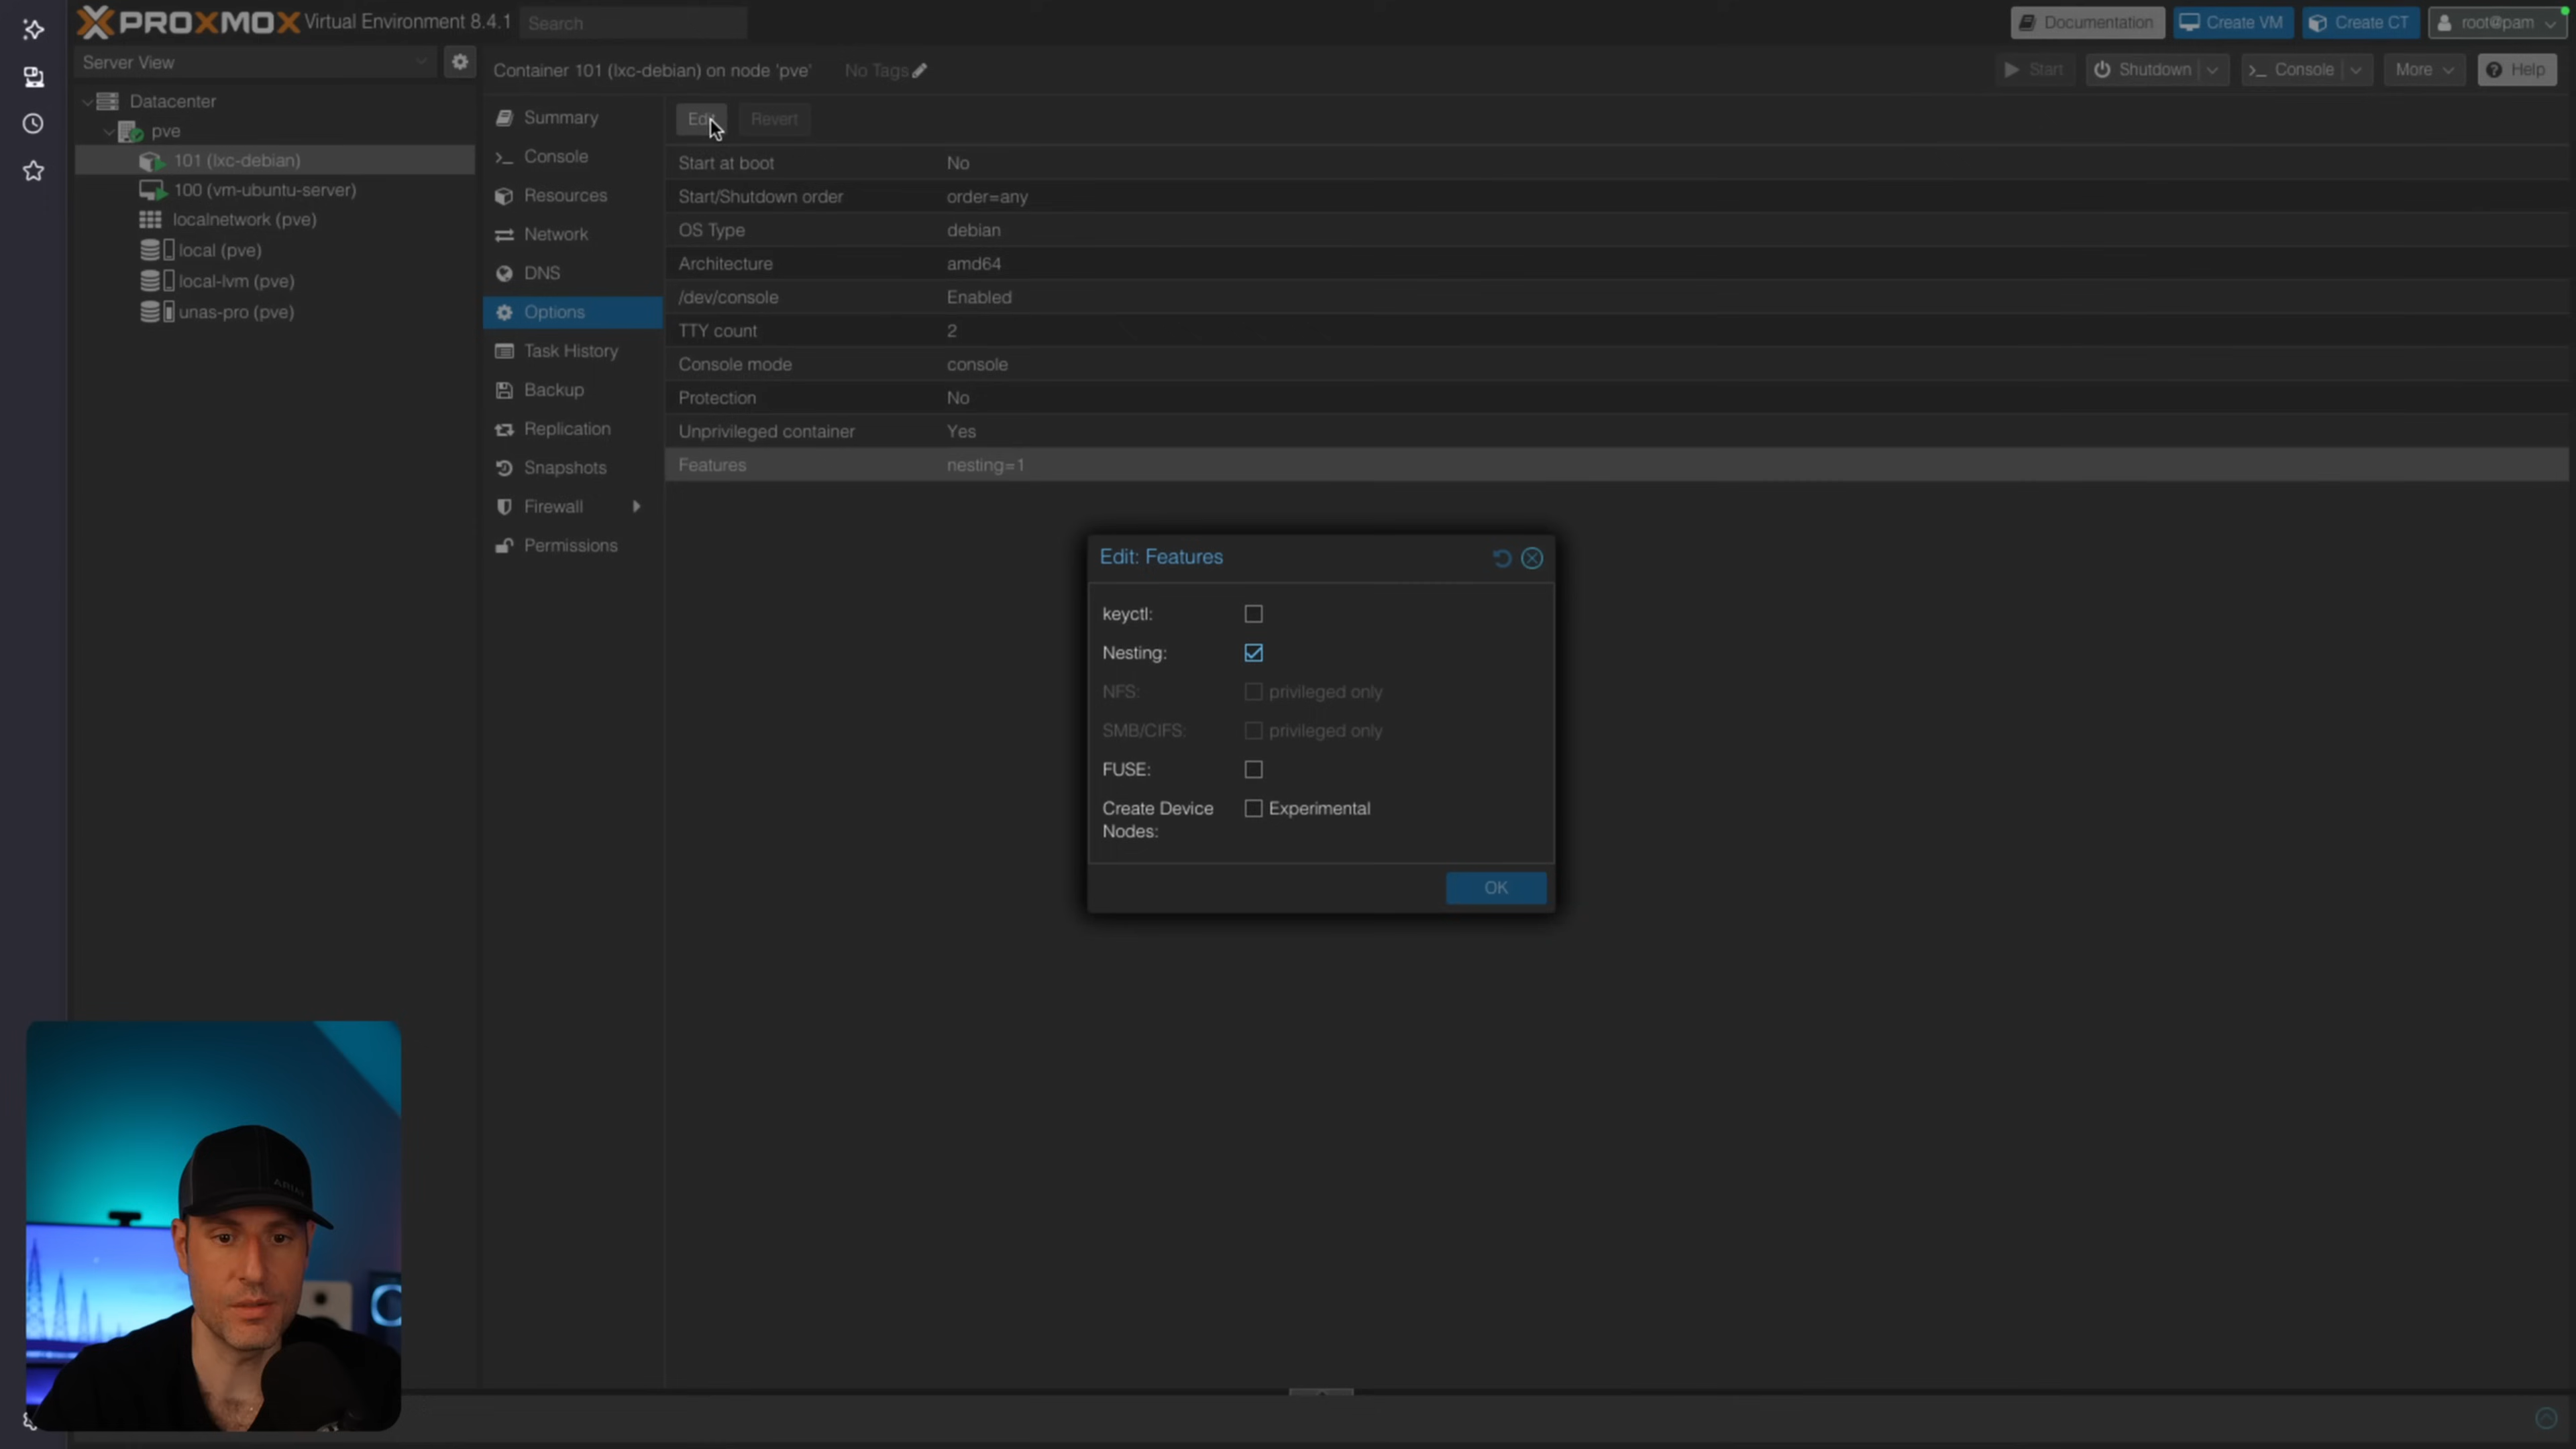 PROXMOX Virtual Environment 8.4.1 Search
Documentation Create VM Create CT root@pam
Server View
Container 101 (lxc-debian) on node 'pve' No Tags
Start Shutdown Console More Help
Datacenter
pve
101 (lxc-debian)
100 (vm-ubuntu-server)
localnetwork (pve)
local (pve)
local-lvm (pve)
unas-pro (pve)
Summary
Console
Resources
Network
DNS
Options
Task History
Backup
Replication
Snapshots
Firewall
Permissions
Edit Revert
Start at boot No
Start/Shutdown order order=any
OS Type debian
Architecture amd64
/dev/console Enabled
TTY count 2
Console mode console
Protection No
Unprivileged container Yes
Features nesting=1
Edit: Features
keyctl:
Nesting:
NFS: privileged only
SMB/CIFS: privileged only
FUSE:
Create Device Experimental
Nodes:
OK